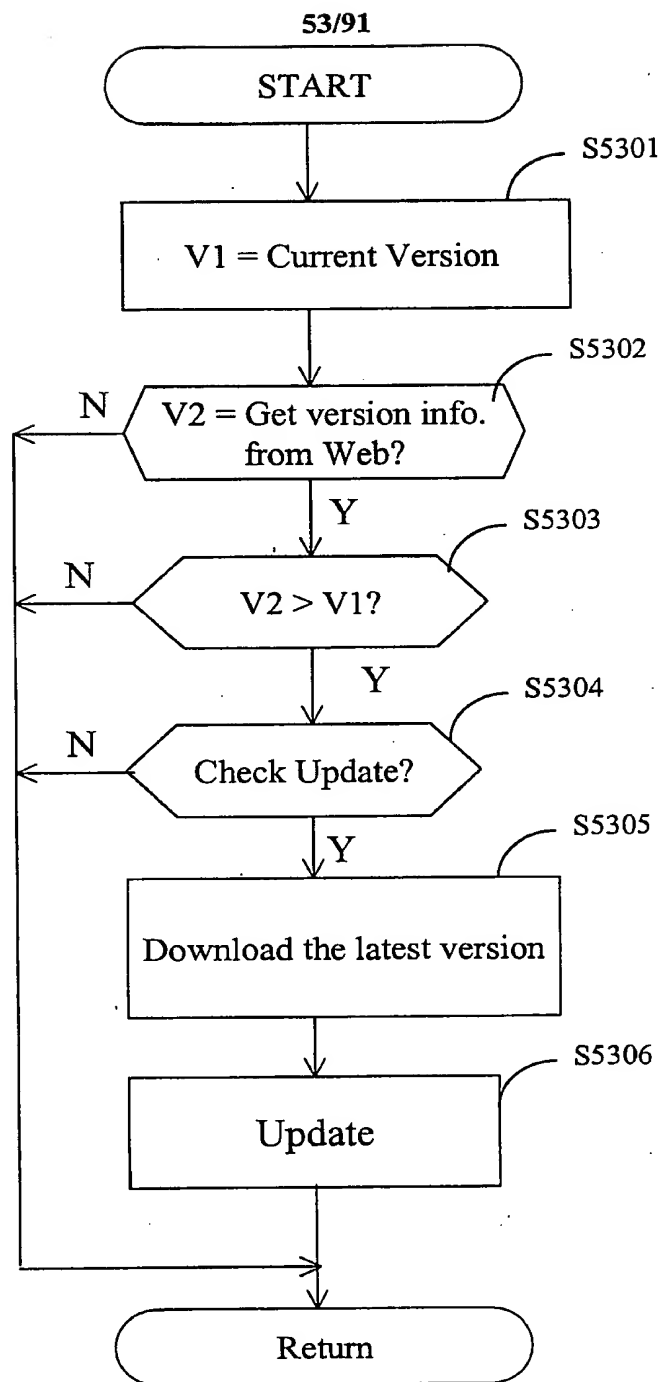 53/91
START
S5301
V1 = Current Version
S5302
N
V2 = Get version info.
from Web?
Y
S5303
N
V2 > V1?
Y
S5304
N
Check Update?
Y
S5305
Download the latest version
S5306
Update
Return